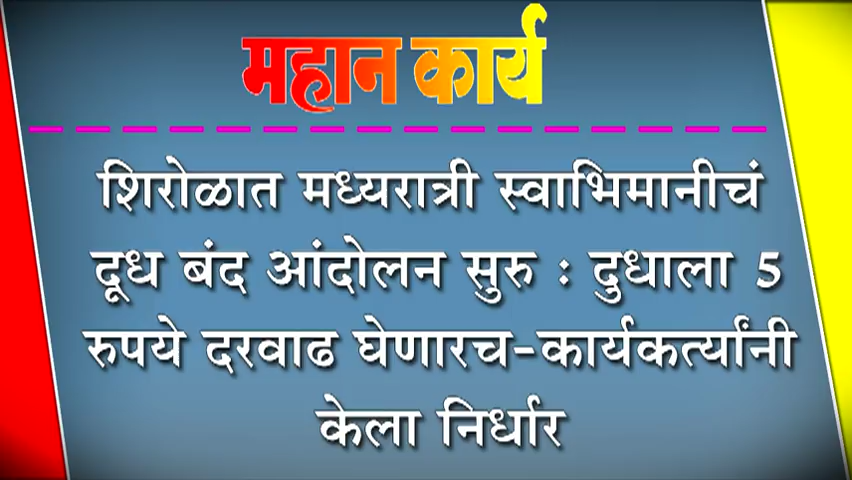 महान कार्य
शिरोळात मध्यरात्री स्वाभिमानीचं
दूध बंद आंदोलन सुरु : दुधाला 5
रुपये दरवाढ घेणारच-कार्यकर्त्यांनी
केला निर्धार